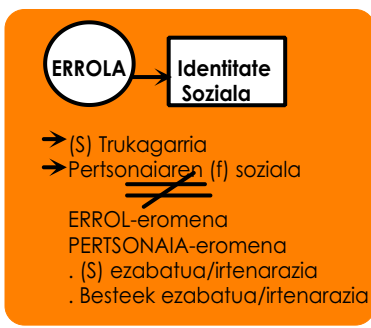 ERROLA
Identitate
Soziala
(S) Trukagarria
Pertsonaiaren (f) soziala
ERROL-eromena
PERTSONAIA-eromena
. (S) ezabatua/irtenarazia
. Besteek ezabatua/irtenarazia